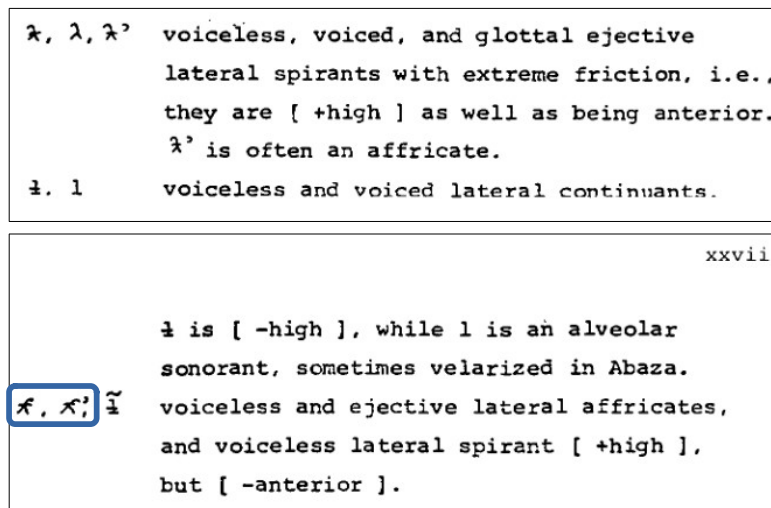 ƛ, λ, ƛ’ voiceless, voiced, and glottal ejective
lateral spirants with extreme friction, i.e.,
they are [ +high ] as well as being anterior.
ƛ’ is often an affricate.
ɫ, l voiceless and voiced lateral continuants.
xxvii
ɫ is [ -high ], while l is an alveolar
sonorant, sometimes velarized in Abaza.
ɫ̃ voiceless and ejective lateral affricates,
and voiceless lateral spirant [ +high ],
but [ -anterior ].